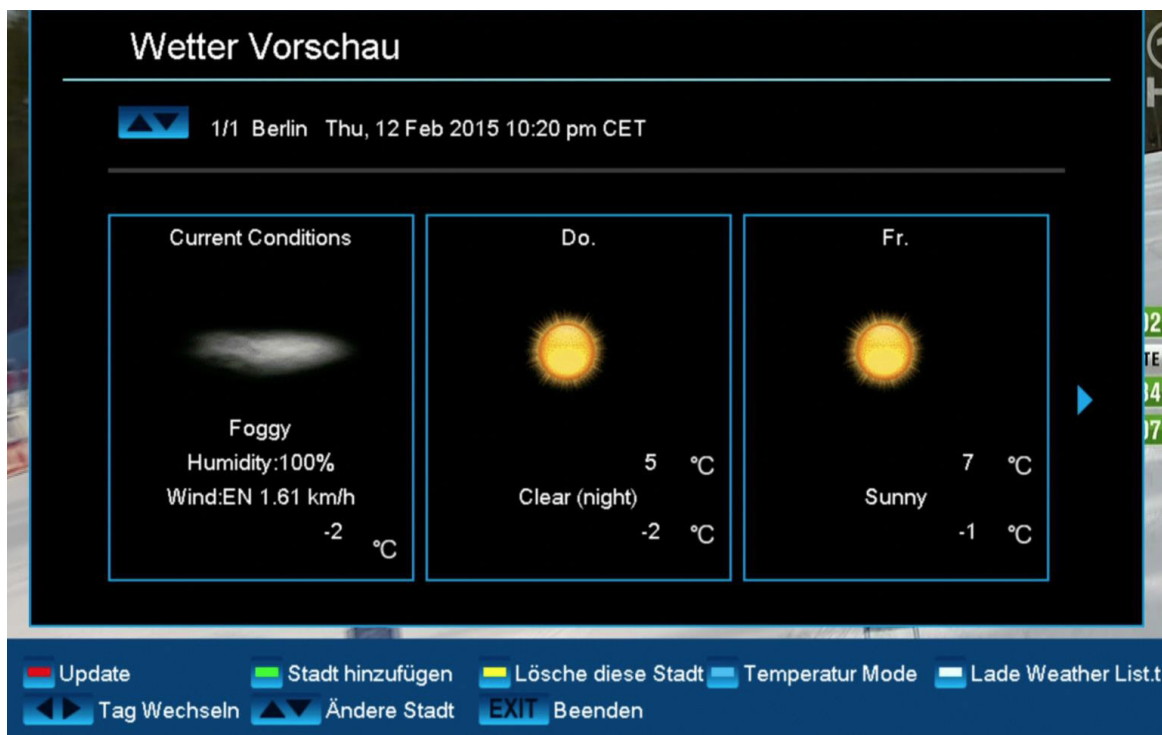 Wetter Vorschau
1/1 Berlin Thu, 12 Feb 2015 10:20 pm CET
Current Conditions
Foggy
Humidity:100%
Wind:EN 1.61 km/h
-2 °C
Do.
5 °C
Clear (night)
-2 °C
Fr.
7 °C
Sunny
-1 °C
Update
Stadt hinzufügen
Lösche diese Stadt
Temperatur Mode
Lade Weather List.t
Tag Wechseln
Ändere Stadt
EXIT Beenden